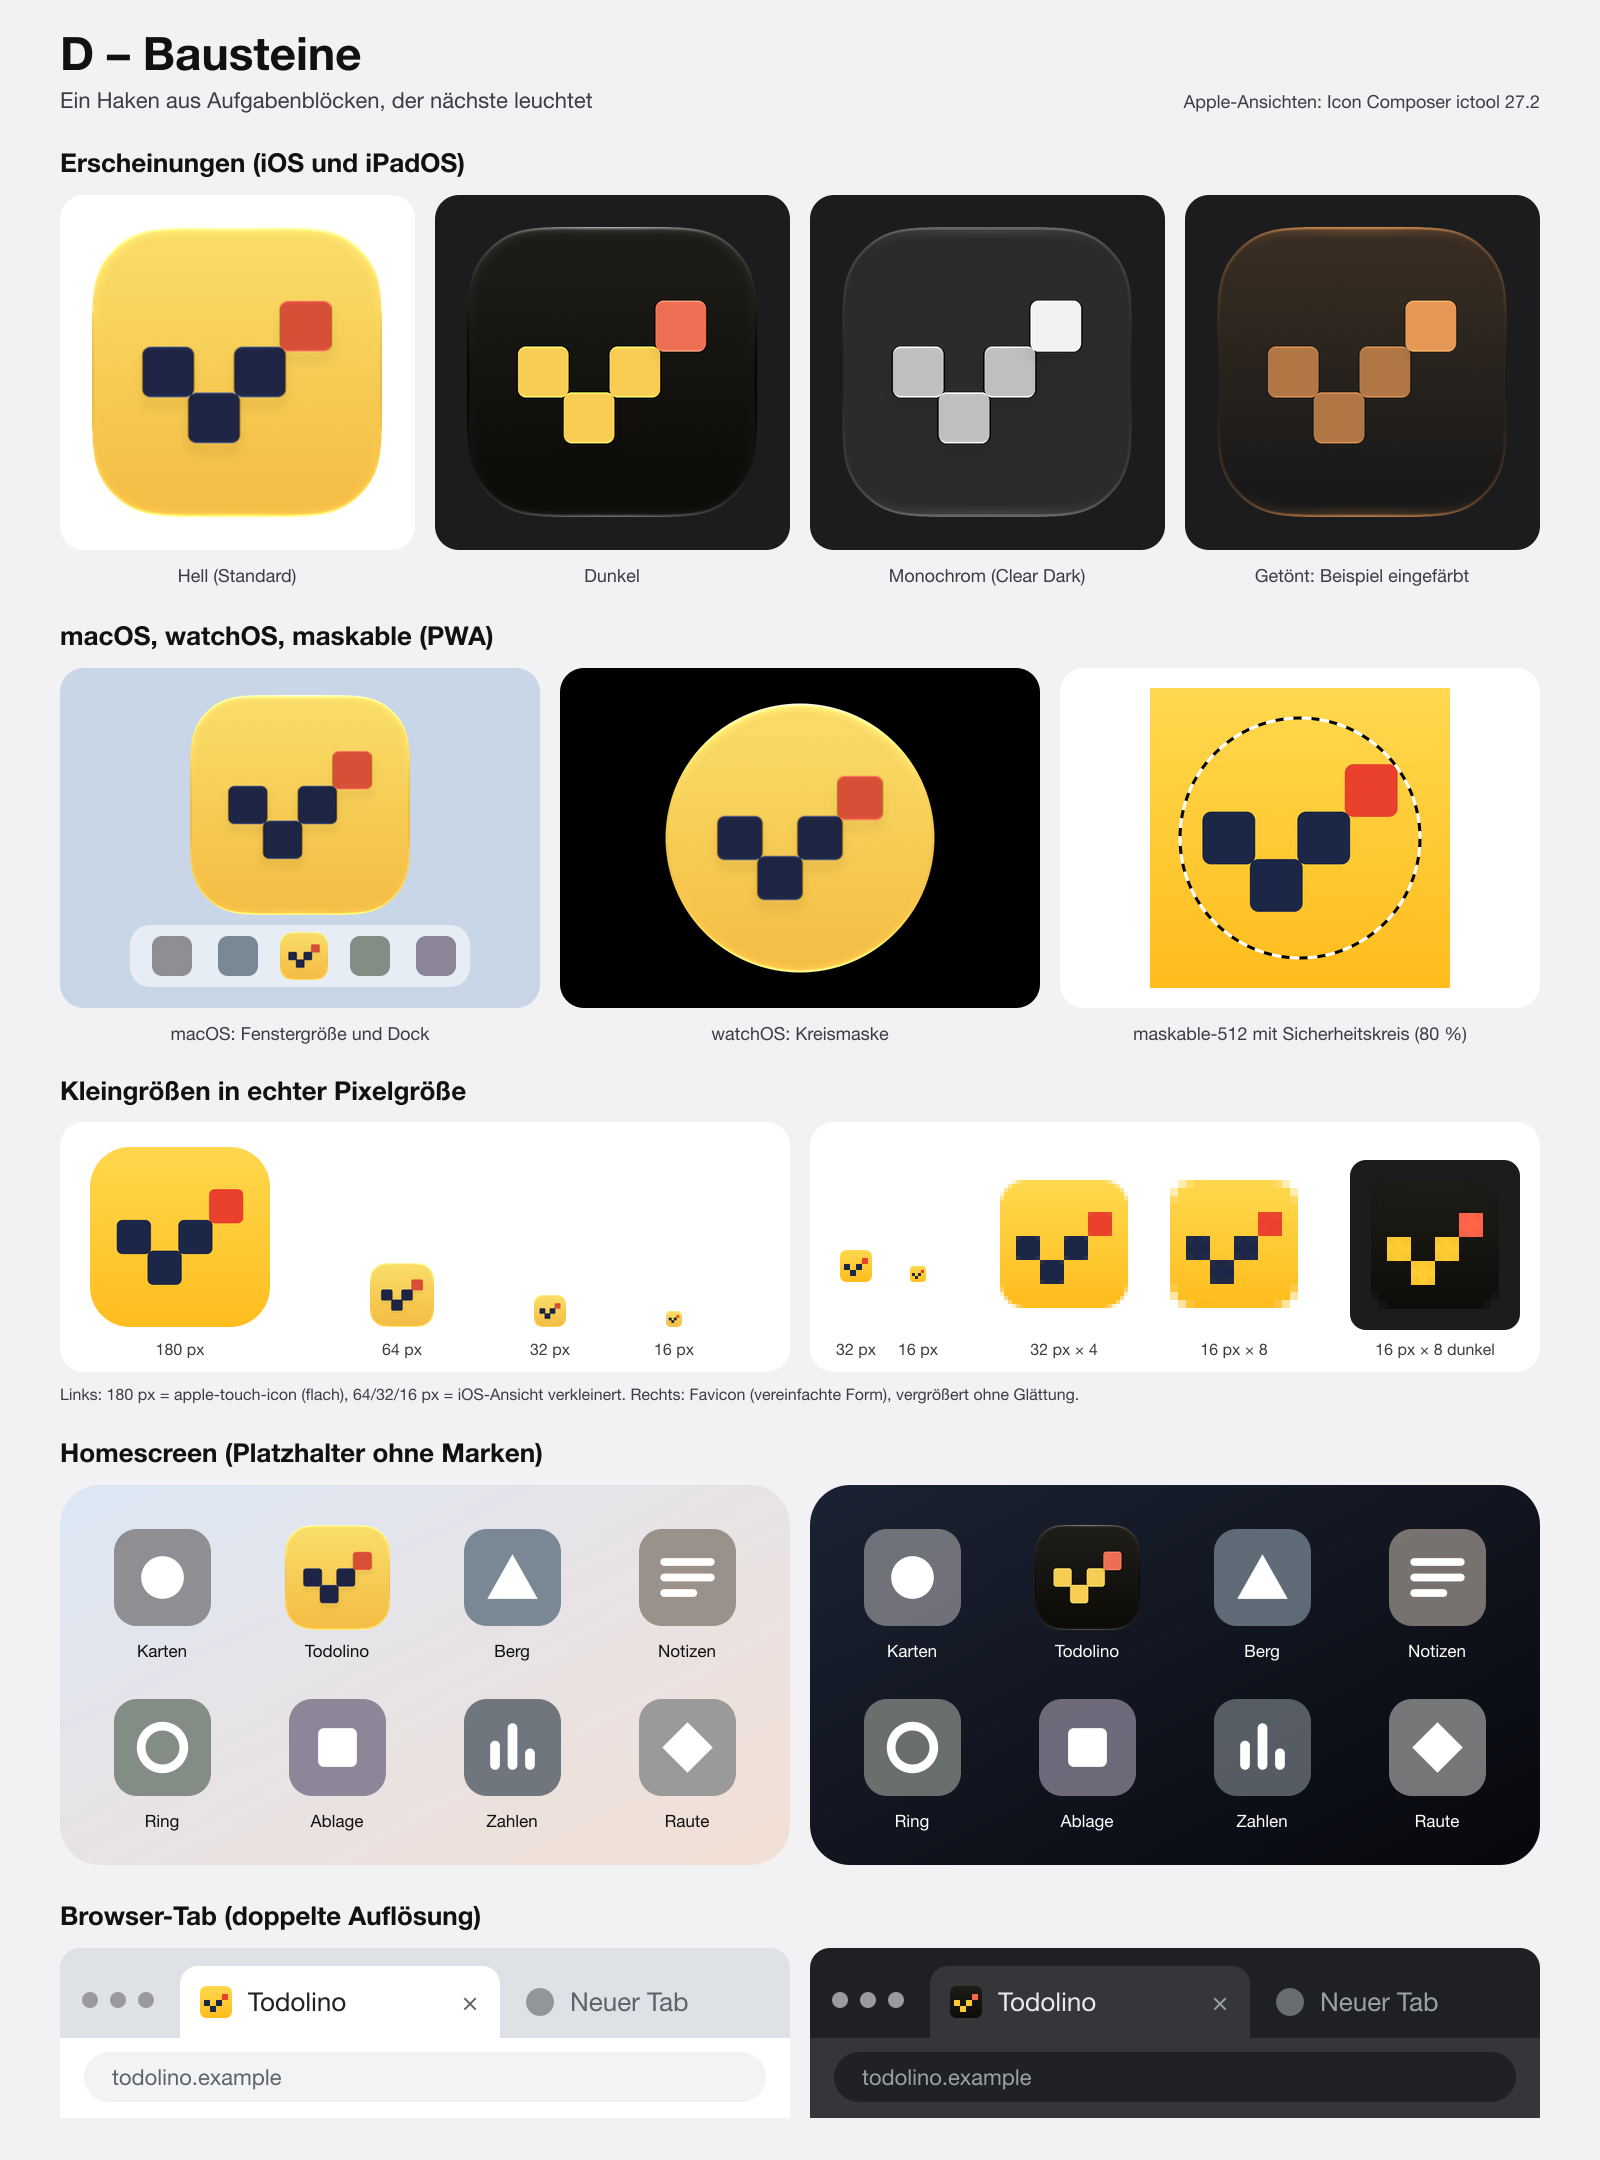 D – Bausteine
Ein Haken aus Aufgabenblöcken, der nächste leuchtet
Apple-Ansichten: Icon Composer ictool 27.2
Erscheinungen (iOS und iPadOS)
Hell (Standard)
Dunkel
Monochrom (Clear Dark)
Getönt: Beispiel eingefärbt
macOS, watchOS, maskable (PWA)
macOS: Fenstergröße und Dock
watchOS: Kreismaske
maskable-512 mit Sicherheitskreis (80 %)
Kleingrößen in echter Pixelgröße
180 px
64 px
32 px
16 px
32 px
16 px
32 px × 4
16 px × 8
16 px × 8 dunkel
Links: 180 px = apple-touch-icon (flach), 64/32/16 px = iOS-Ansicht verkleinert. Rechts: Favicon (vereinfachte Form), vergrößert ohne Glättung.
Homescreen (Platzhalter ohne Marken)
Karten
Todolino
Berg
Notizen
Ring
Ablage
Zahlen
Raute
Karten
Todolino
Berg
Notizen
Ring
Ablage
Zahlen
Raute
Browser-Tab (doppelte Auflösung)
Todolino ×
Neuer Tab
todolino.example
Todolino ×
Neuer Tab
todolino.example